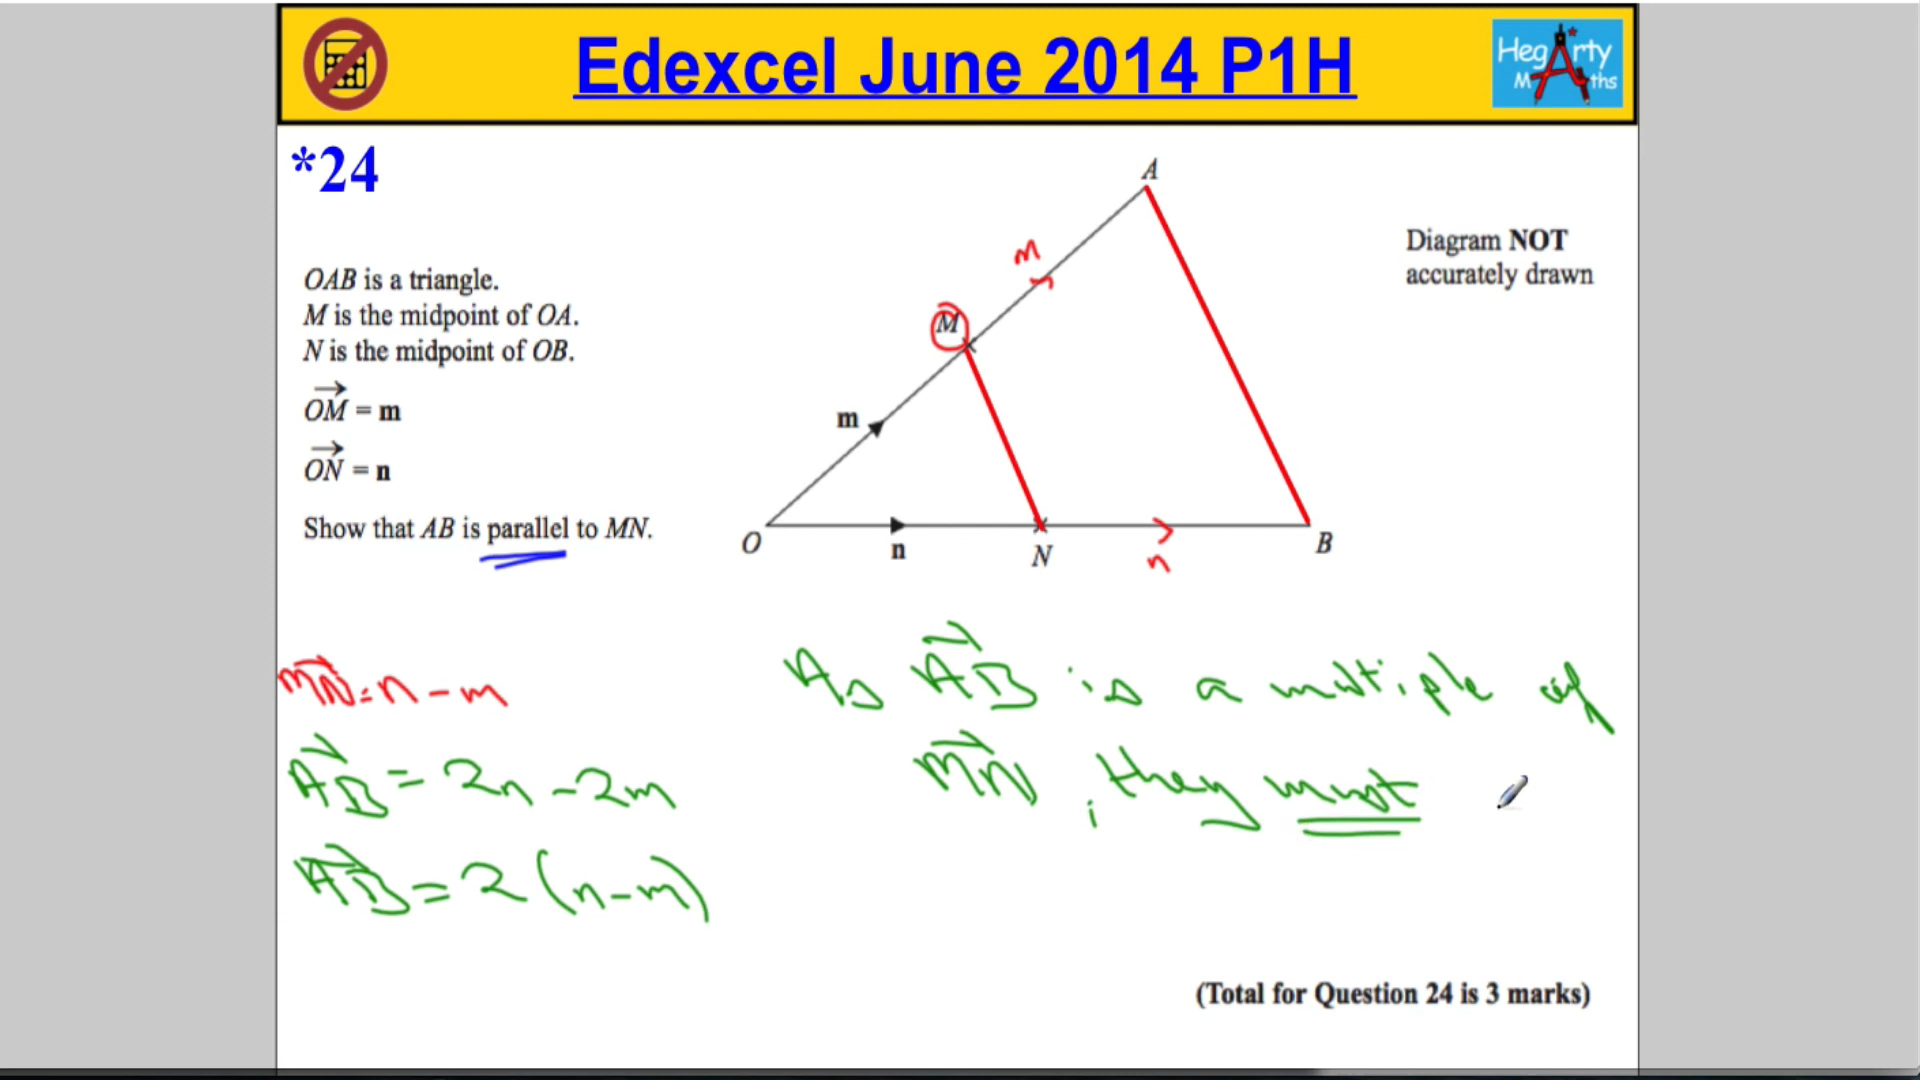 Edexcel June 2014 P1H
Hegarty
Maths
*24
OAB is a triangle.
M is the midpoint of OA.
N is the midpoint of OB.
OM = m
ON = n
Show that AB is parallel to MN.
A
Diagram NOT
accurately drawn
m
M
m
O
n
N
n
B
MN = n - m
AB = 2n - 2m
AB = 2(n - m)
As AB is a multiple of
MN, they must
(Total for Question 24 is 3 marks)